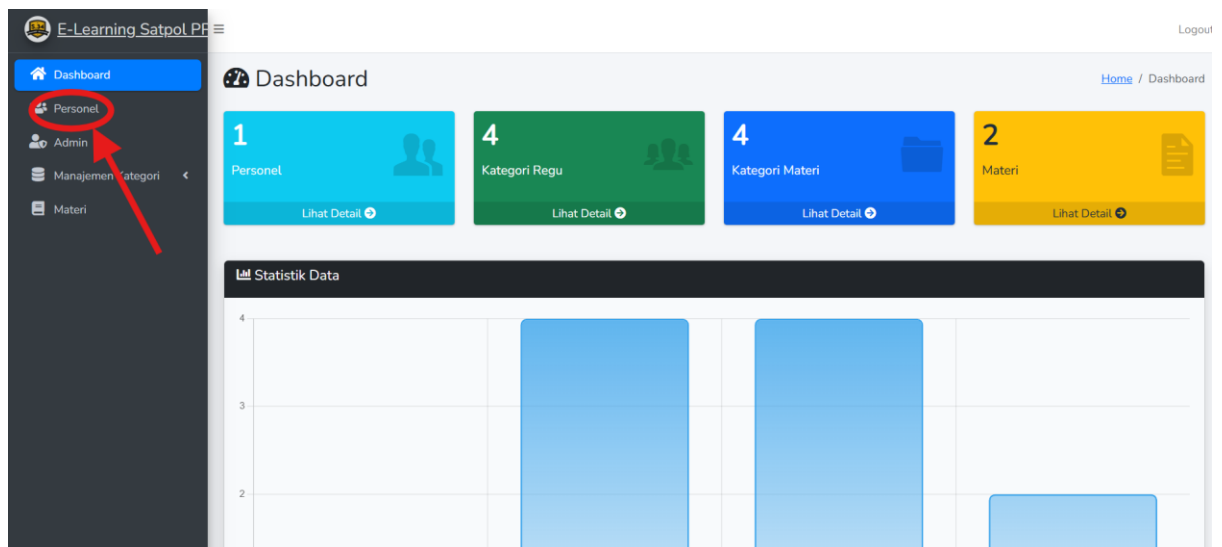 E-Learning Satpol PP
Logout
Dashboard
Personel
Admin
Manajemen Kategori
Materi
Dashboard
Home / Dashboard
1
Personel
Lihat Detail
4
Kategori Regu
Lihat Detail
4
Kategori Materi
Lihat Detail
2
Materi
Lihat Detail
Statistik Data
4
3
2